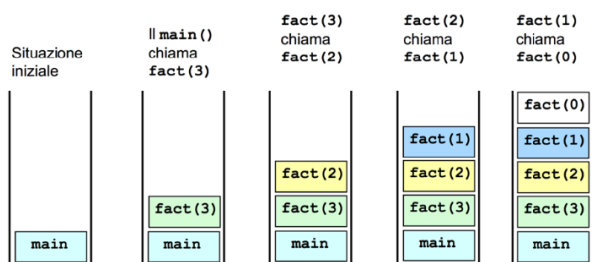 Situazione
iniziale
Il main()
chiama
fact(3)
fact(3)
chiama
fact(2)
fact(2)
chiama
fact(1)
fact(1)
chiama
fact(0)
main
fact(3)
main
fact(2)
fact(3)
main
fact(1)
fact(2)
fact(3)
main
fact(0)
fact(1)
fact(2)
fact(3)
main